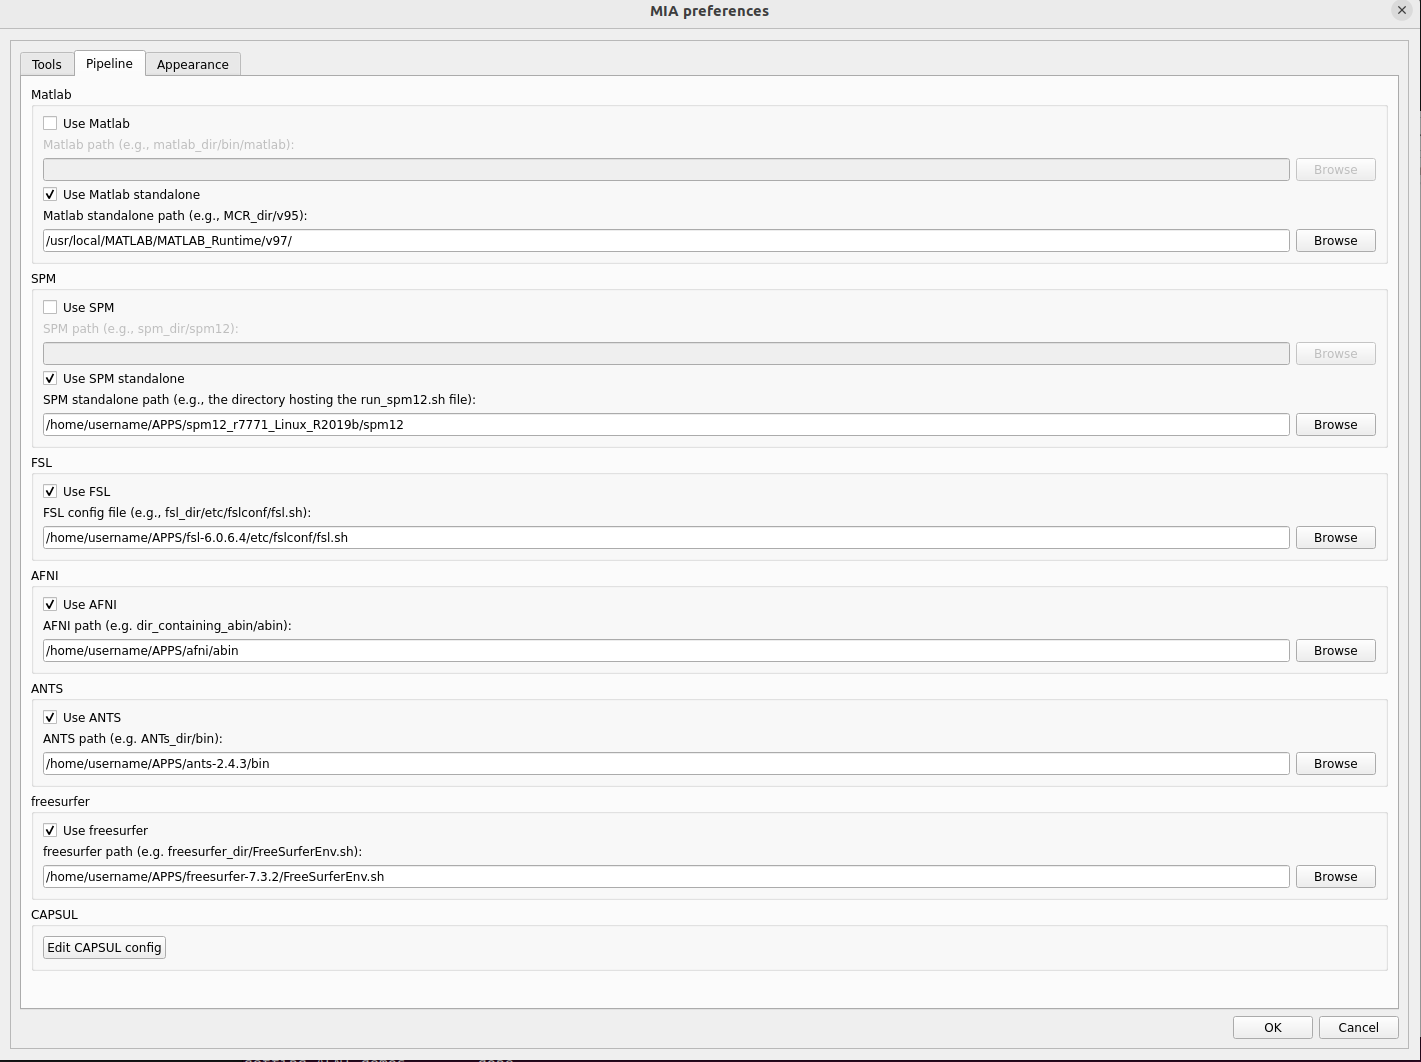 MIA preferences
Tools
Pipeline
Appearance
Matlab
Use Matlab
Matlab path (e.g., matlab_dir/bin/matlab):
Browse
Use Matlab standalone
Matlab standalone path (e.g., MCR_dir/v95):
/usr/local/MATLAB/MATLAB_Runtime/v97/
Browse
SPM
Use SPM
SPM path (e.g., spm_dir/spm12):
Browse
Use SPM standalone
SPM standalone path (e.g., the directory hosting the run_spm12.sh file):
/home/username/APPS/spm12_r7771_Linux_R2019b/spm12
Browse
FSL
Use FSL
FSL config file (e.g., fsl_dir/etc/fslconf/fsl.sh):
/home/username/APPS/fsl-6.0.6.4/etc/fslconf/fsl.sh
Browse
AFNI
Use AFNI
AFNI path (e.g. dir_containing_abin/abin):
/home/username/APPS/afni/abin
Browse
ANTS
Use ANTS
ANTS path (e.g. ANTs_dir/bin):
/home/username/APPS/ants-2.4.3/bin
Browse
freesurfer
Use freesurfer
freesurfer path (e.g. freesurfer_dir/FreeSurferEnv.sh):
/home/username/APPS/freesurfer-7.3.2/FreeSurferEnv.sh
Browse
CAPSUL
Edit CAPSUL config
OK
Cancel